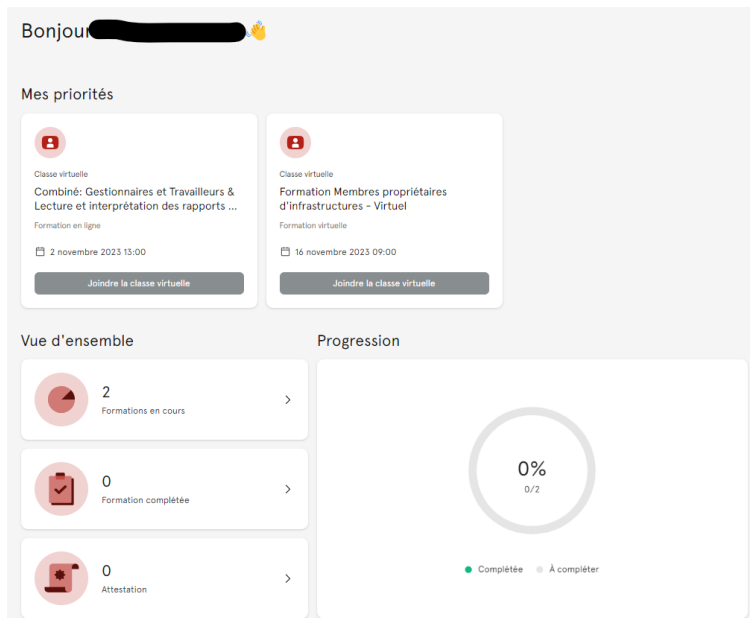 Bonjour
Mes priorités
Classe virtuelle
Combiné: Gestionnaires et Travailleurs &
Lecture et interprétation des rapports ...
Formation en ligne
2 novembre 2023 13:00
Joindre la classe virtuelle
Classe virtuelle
Formation Membres propriétaires
d'infrastructures - Virtuel
Formation virtuelle
16 novembre 2023 09:00
Joindre la classe virtuelle
Vue d'ensemble
2
Formations en cours
0
Formation complétée
0
Attestation
Progression
0%
0/2
Complétée À compléter